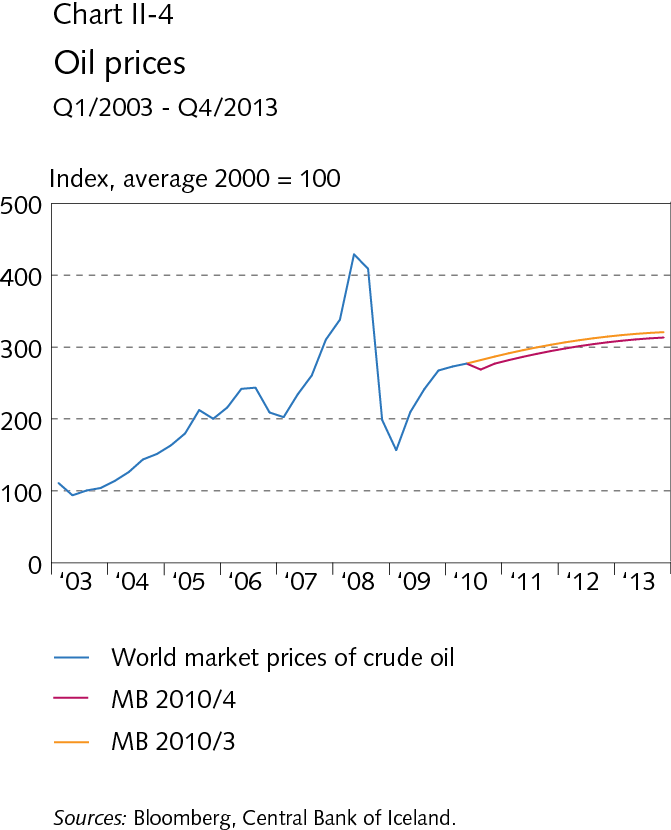 Chart II-4
Oil prices
Q1/2003 - Q4/2013
Index, average 2000 = 100
500
400
300
200
100
0
‘03 ‘04 ‘05 ‘06 ‘07 ‘08 ‘09 ‘10 ‘11 ‘12 ‘13
World market prices of crude oil
MB 2010/4
MB 2010/3
Sources: Bloomberg, Central Bank of Iceland.